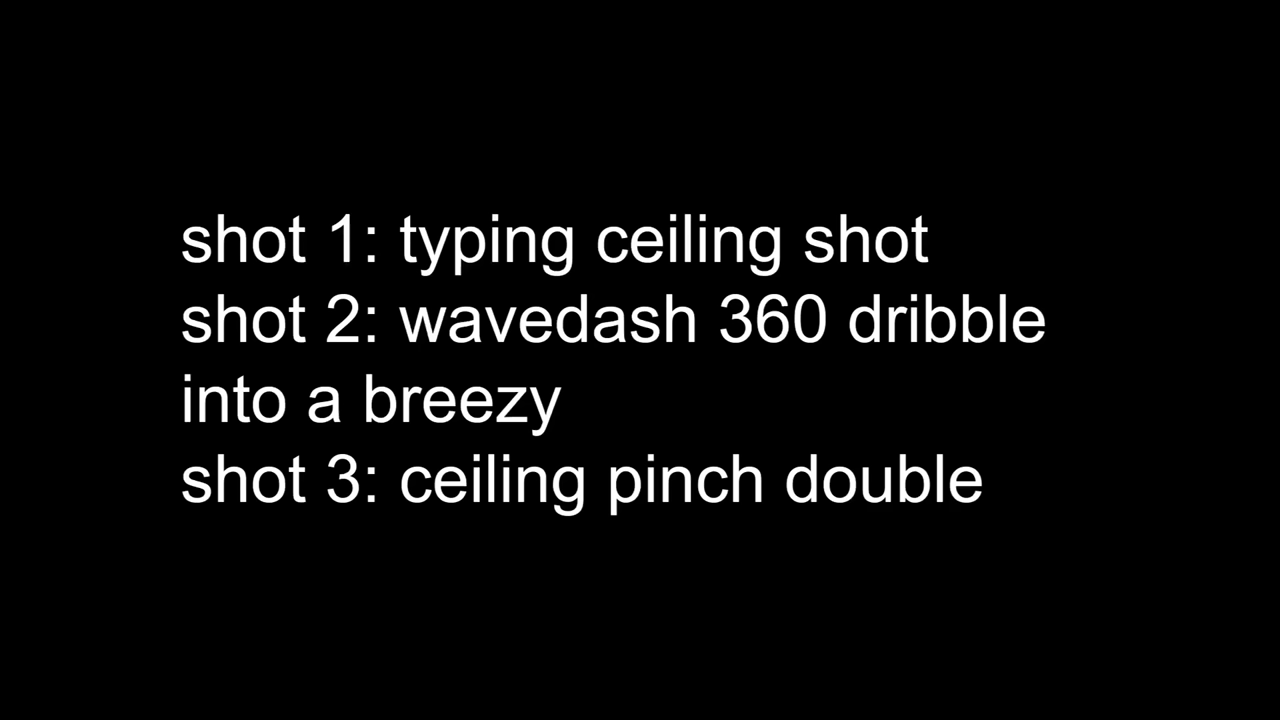 shot 1: typing ceiling shot
shot 2: wavedash 360 dribble
into a breezy
shot 3: ceiling pinch double